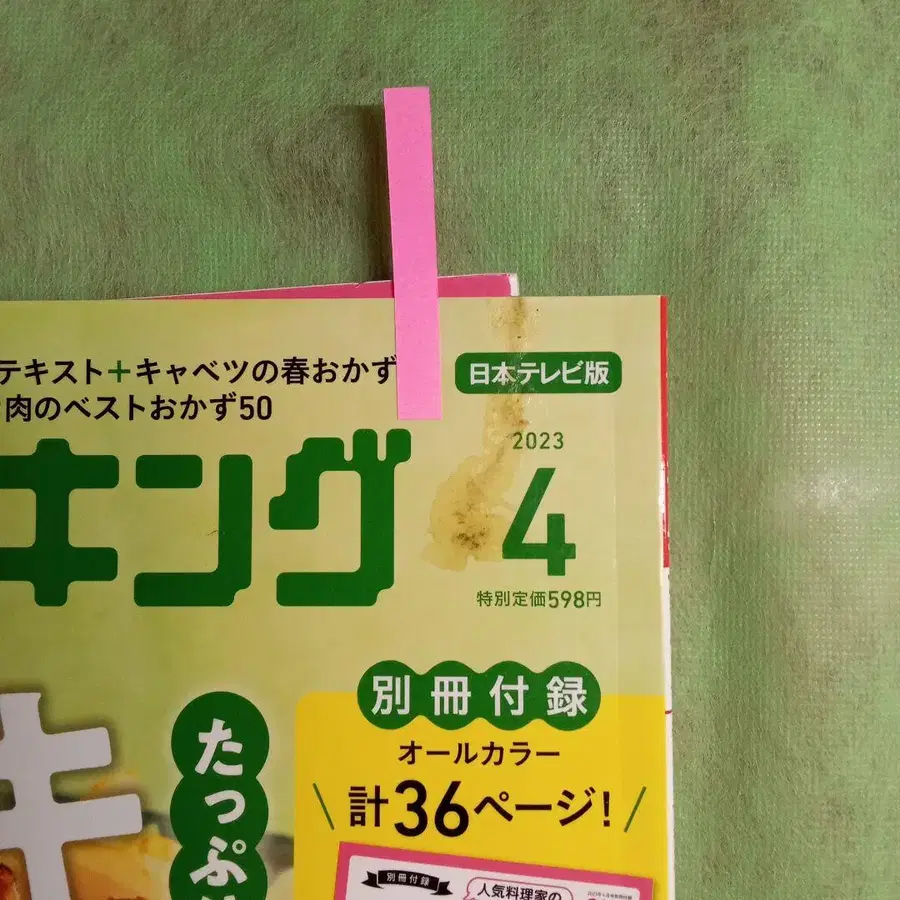 テキスト+キャベツの春おかず
肉のベストおかず50
日本テレビ版
キング
2023
4
特別定価598円
別冊付録
オールカラー
計36ページ!
たっぷ
キ
別冊付録
人気料理家の